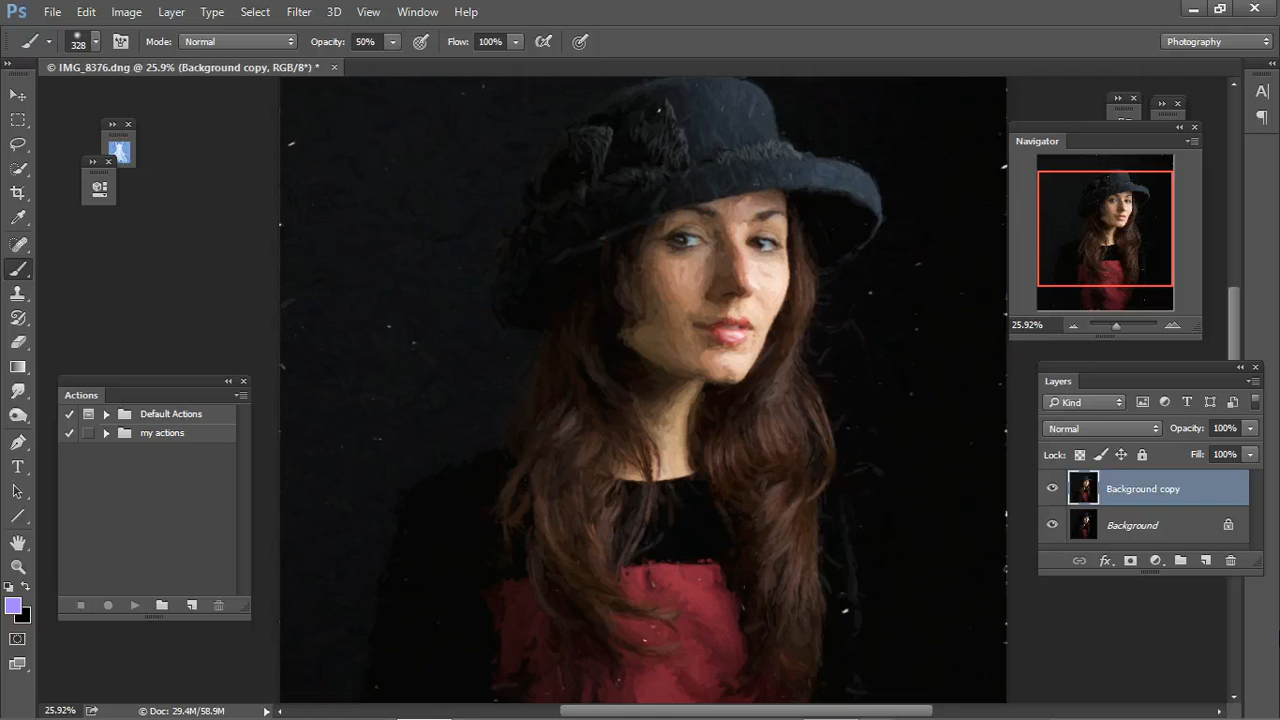 Ps File Edit Image Layer Type Select Filter 3D View Window Help
328 Mode: Normal Opacity: 50% Flow: 100% Photography
© IMG_8376.dng @ 25.9% (Background copy, RGB/8*) *
Navigator
25.92%
Actions
Default Actions
my actions
Layers
Kind
Normal Opacity: 100%
Lock: Fill: 100%
Background copy
Background
25.92% © Doc: 29.4M/58.9M